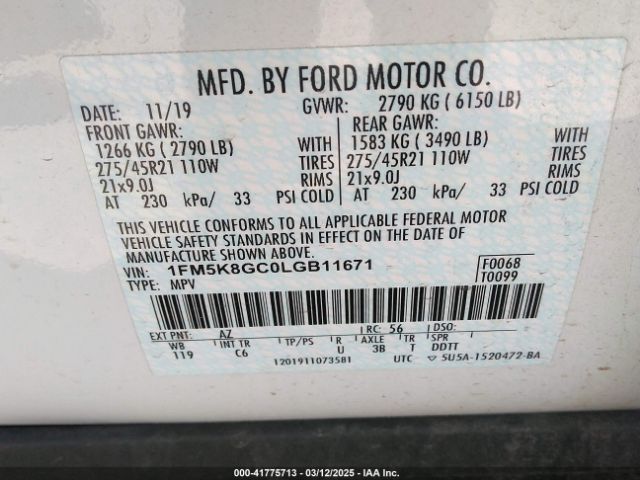 MFD. BY FORD MOTOR CO.
DATE: 11/19 GVWR: 2790 KG ( 6150 LB)
FRONT GAWR: REAR GAWR:
1266 KG ( 2790 LB) WITH 1583 KG ( 3490 LB) WITH
275/45R21 110W TIRES 275/45R21 110W TIRES
21x9.0J RIMS 21x9.0J RIMS
AT 230 kPa/ 33 PSI COLD AT 230 kPa/ 33 PSI COLD
THIS VEHICLE CONFORMS TO ALL APPLICABLE FEDERAL MOTOR
VEHICLE SAFETY STANDARDS IN EFFECT ON THE DATE OF
MANUFACTURE SHOWN ABOVE.
VIN: 1FM5K8GC0LGB11671 F0068
TYPE: MPV T0099
EXT PNT: AZ RC: 56 DSO:
WB INT TR TP/PS R AXLE TR SPR
119 C6 U 3B T DDTT
1201911073581 UTC ▽ 5U5A-1520472-BA
000-41775713 - 03/12/2025 - IAA Inc.